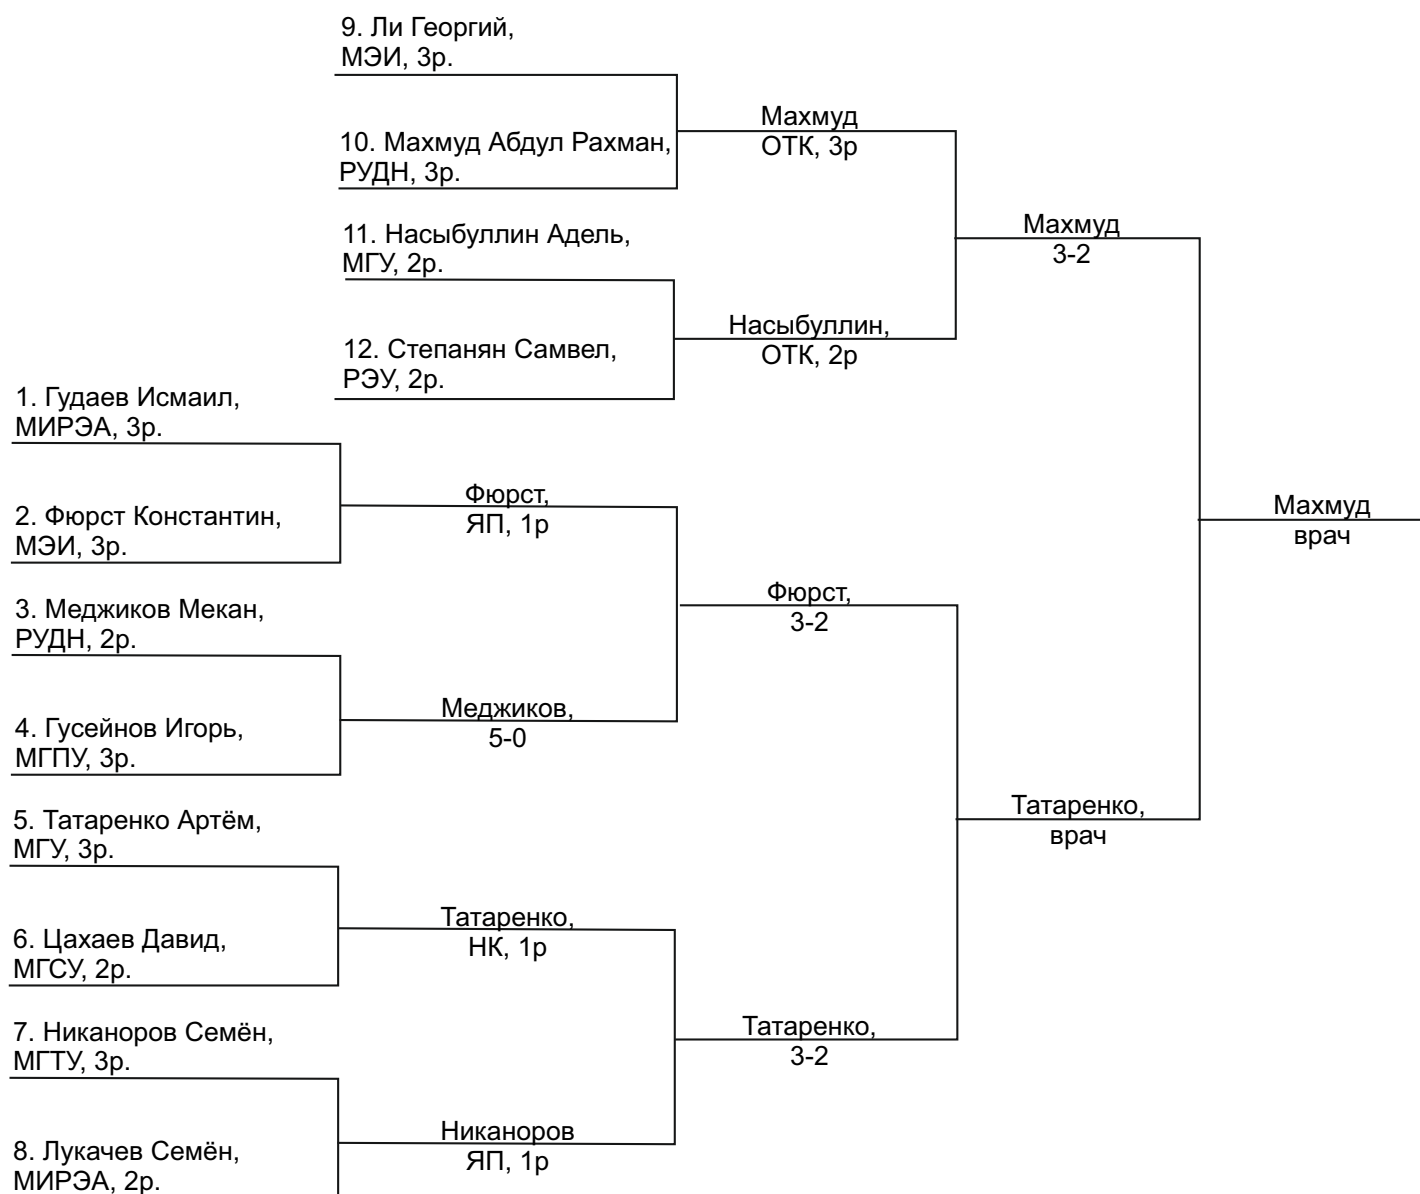 9. Ли Георгий,
МЭИ, 3р.
10. Махмуд Абдул Рахман,
РУДН, 3р.
Махмуд
ОТК, 3р
11. Насыбуллин Адель,
МГУ, 2р.
12. Степанян Самвел,
РЭУ, 2р.
Насыбуллин,
ОТК, 2р
Махмуд
3-2
1. Гудаев Исмаил,
МИРЭА, 3р.
2. Фюрст Константин,
МЭИ, 3р.
Фюрст,
ЯП, 1р
3. Меджиков Мекан,
РУДН, 2р.
4. Гусейнов Игорь,
МГПУ, 3р.
Меджиков,
5-0
Фюрст,
3-2
5. Татаренко Артём,
МГУ, 3р.
6. Цахаев Давид,
МГСУ, 2р.
Татаренко,
НК, 1р
7. Никаноров Семён,
МГТУ, 3р.
8. Лукачев Семён,
МИРЭА, 2р.
Никаноров
ЯП, 1р
Татаренко,
3-2
Татаренко,
врач
Махмуд
врач